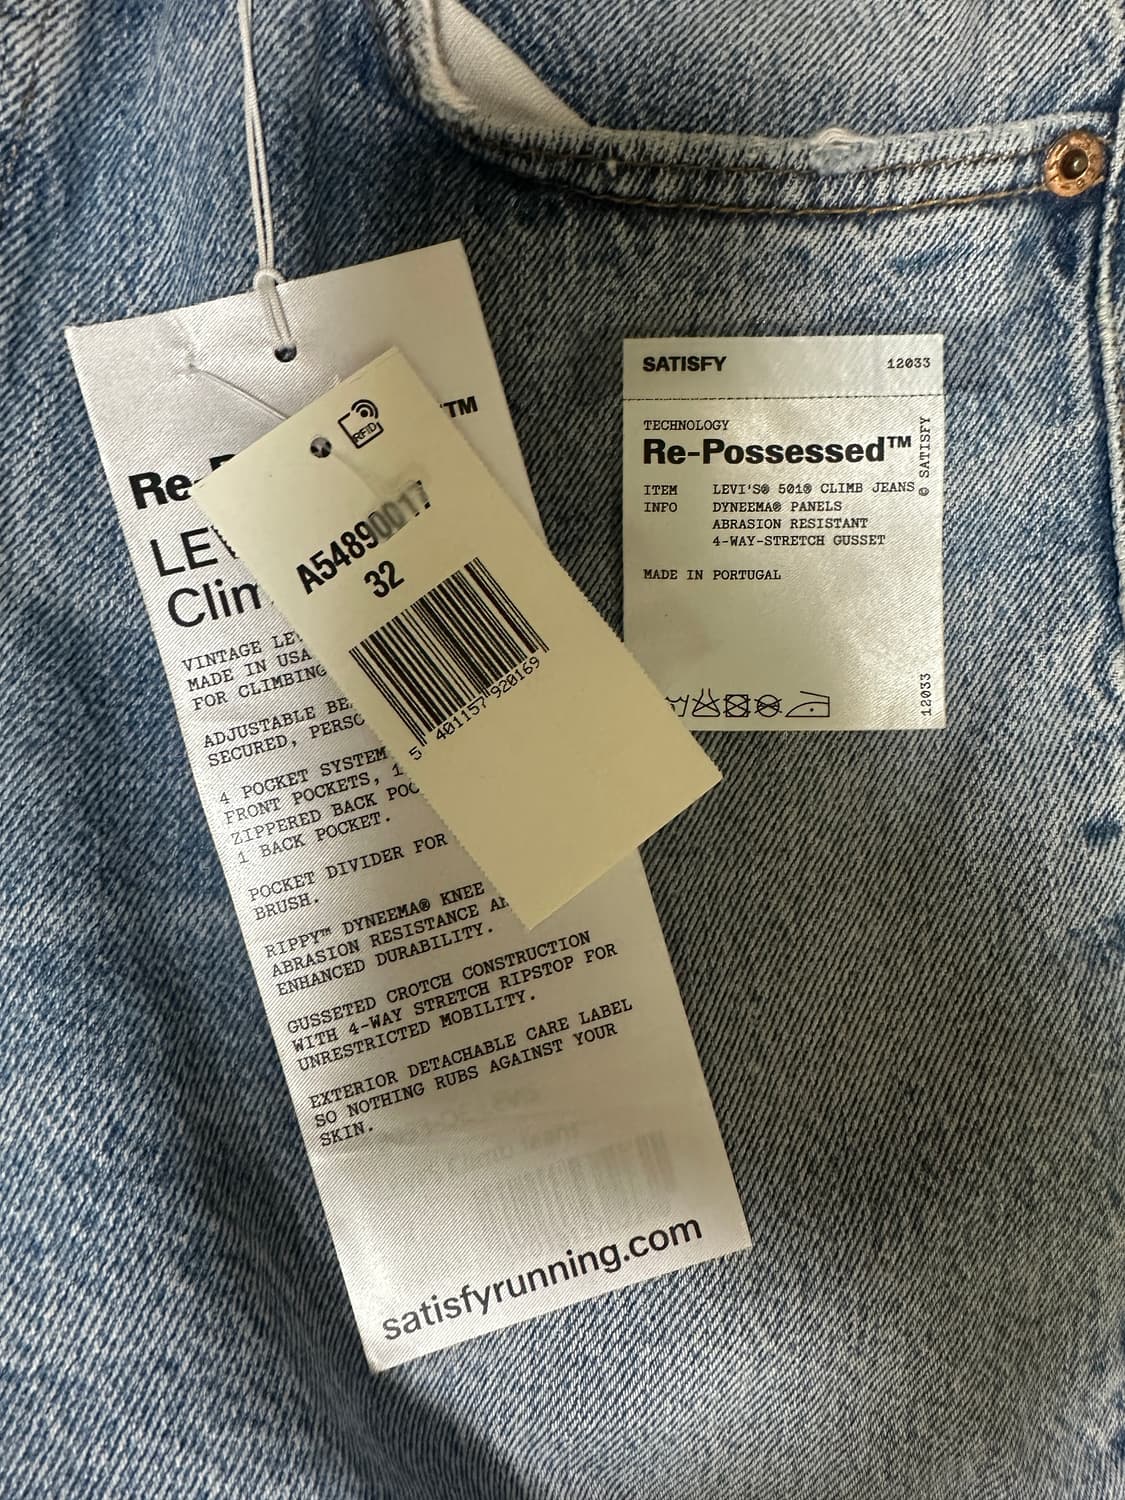 Re-
™
LE
Clim
VINTAGE LE
MADE IN USA
FOR CLIMBING
ADJUSTABLE BE
SECURED, PERSO
4 POCKET SYSTEM
FRONT POCKETS, 1
ZIPPERED BACK POC
1 BACK POCKET.
POCKET DIVIDER FOR
BRUSH.
RIPPY™ DYNEEMA® KNEE
ABRASION RESISTANCE A
ENHANCED DURABILITY.
GUSSETED CROTCH CONSTRUCTION
WITH 4-WAY STRETCH RIPSTOP FOR
UNRESTRICTED MOBILITY.
EXTERIOR DETACHABLE CARE LABEL
SO NOTHING RUBS AGAINST YOUR
SKIN.
satisfyrunning.com
RFID
A54890017
32
5 401157 920169
SATISFY 12033
TECHNOLOGY
Re-Possessed™
ITEM LEVI'S® 501® CLIMB JEANS
INFO DYNEEMA® PANELS
ABRASION RESISTANT
4-WAY-STRETCH GUSSET
MADE IN PORTUGAL
© SATISFY
12033